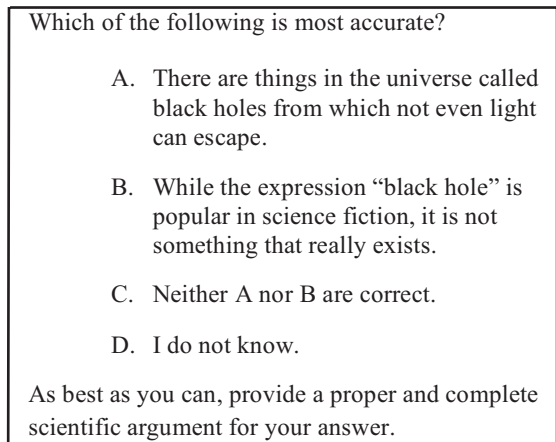 Which of the following is most accurate?
A. There are things in the universe called
black holes from which not even light
can escape.
B. While the expression “black hole” is
popular in science fiction, it is not
something that really exists.
C. Neither A nor B are correct.
D. I do not know.
As best as you can, provide a proper and complete
scientific argument for your answer.